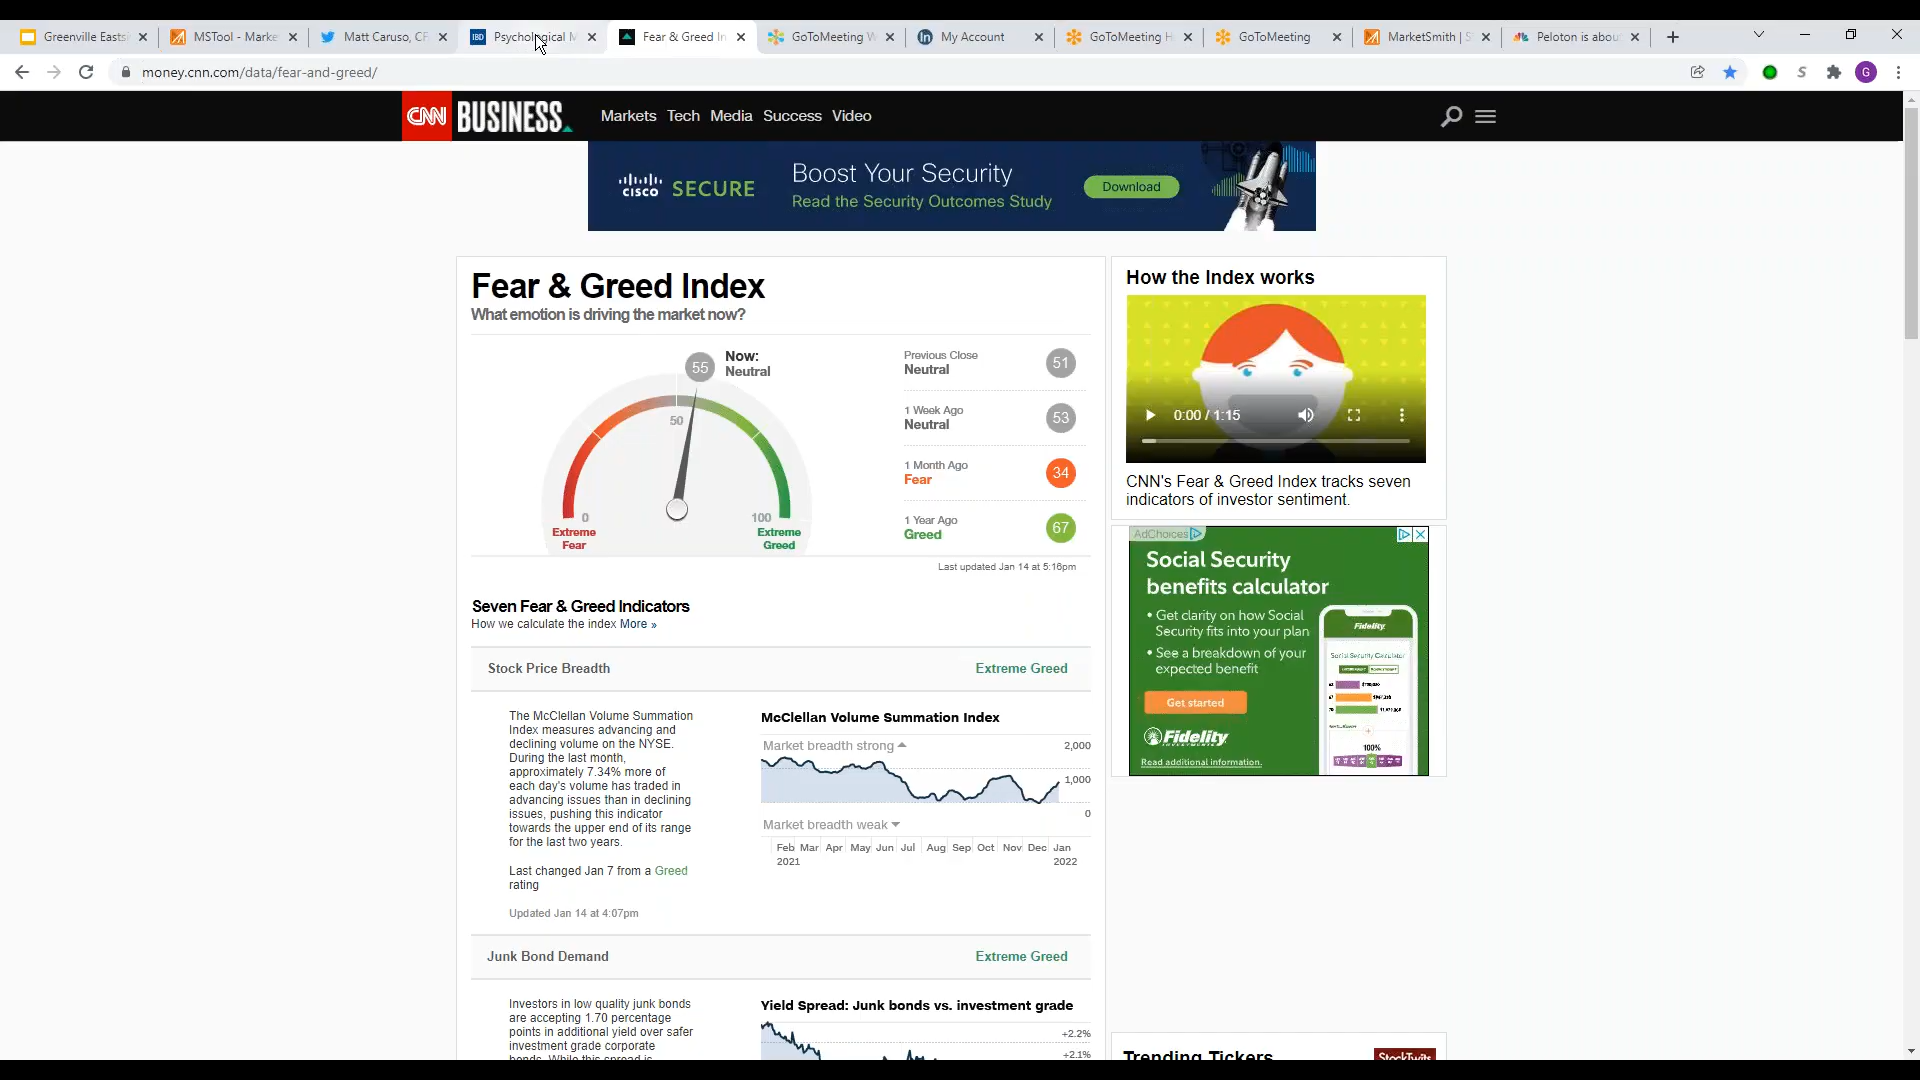 Greenville Eastsi
MSTool - Marke
Matt Caruso, CF
IBD
Psychological M
Fear & Greed In
GoToMeeting W
My Account
GoToMeeting H
GoToMeeting
MarketSmith | S
Peloton is abou
money.cnn.com/data/fear-and-greed/
G
CNN BUSINESS
Markets Tech Media Success Video
cisco SECURE
Boost Your Security
Read the Security Outcomes Study
Download
Fear & Greed Index
What emotion is driving the market now?
55
Now:
Neutral
50
0
100
Extreme
Fear
Extreme
Greed
Previous Close
Neutral
51
1 Week Ago
Neutral
53
1 Month Ago
Fear
34
1 Year Ago
Greed
67
Last updated Jan 14 at 5:16pm
Seven Fear & Greed Indicators
How we calculate the index More »
Stock Price Breadth
Extreme Greed
The McClellan Volume Summation
Index measures advancing and
declining volume on the NYSE.
During the last month,
approximately 7.34% more of
each day's volume has traded in
advancing issues than in declining
issues, pushing this indicator
towards the upper end of its range
for the last two years.
Last changed Jan 7 from a Greed
rating
Updated Jan 14 at 4:07pm
McClellan Volume Summation Index
Market breadth strong
2,000
1,000
0
Market breadth weak
Feb Mar Apr May Jun Jul Aug Sep Oct Nov Dec Jan
2021 2022
Junk Bond Demand
Extreme Greed
Investors in low quality junk bonds
are accepting 1.70 percentage
points in additional yield over safer
investment grade corporate
bonds. While this spread is
Yield Spread: Junk bonds vs. investment grade
+2.2%
+2.1%
How the Index works
0:00 / 1:15
CNN's Fear & Greed Index tracks seven
indicators of investor sentiment.
AdChoices
Social Security
benefits calculator
• Get clarity on how Social
Security fits into your plan
• See a breakdown of your
expected benefit
Get started
Fidelity
INVESTMENTS
Read additional information.
Fidelity
Social Security Calculator
100%
Trending Tickers
StockTwits